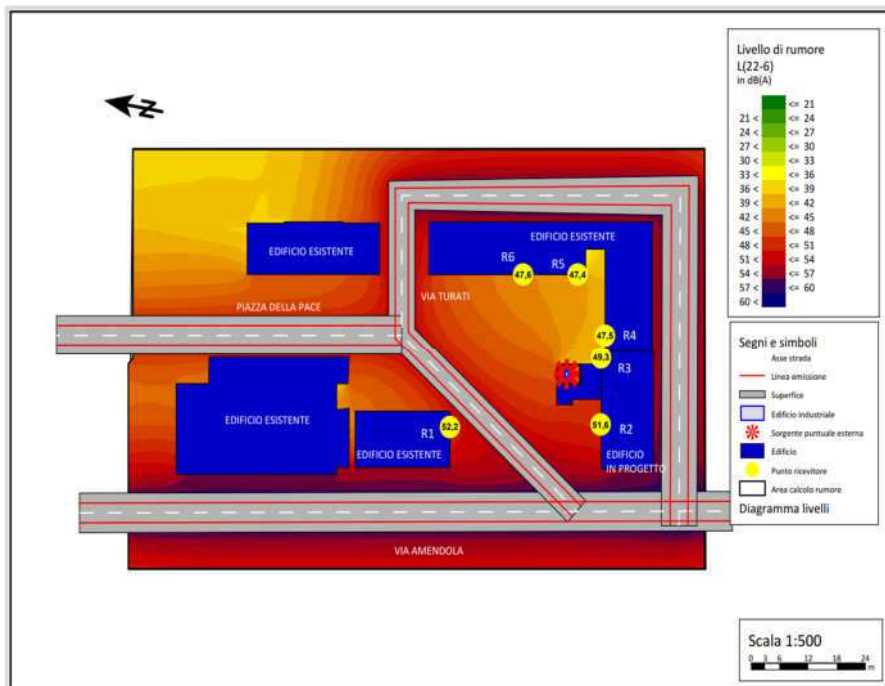 N
Livello di rumore
L(22-6)
in dB(A)
<= 21
21 < <= 24
24 < <= 27
27 < <= 30
30 < <= 33
33 < <= 36
36 < <= 39
39 < <= 42
42 < <= 45
45 < <= 48
48 < <= 51
51 < <= 54
54 < <= 57
57 < <= 60
60 <
EDIFICIO ESISTENTE
EDIFICIO ESISTENTE
R6 R5
47,6 47,4
VIA TURATI
PIAZZA DELLA PACE
47,5 R4
49,3
R3
EDIFICIO ESISTENTE
R1 52,2
51,6 R2
EDIFICIO ESISTENTE
EDIFICIO
IN PROGETTO
VIA AMENDOLA
Segni e simboli
Asse strada
Linea emissione
Superfice
Edificio industriale
Sorgente puntuale esterna
Edificio
Punto ricevitore
Area calcolo rumore
Diagramma livelli
Scala 1:500
0 3 6 12 18 24
m